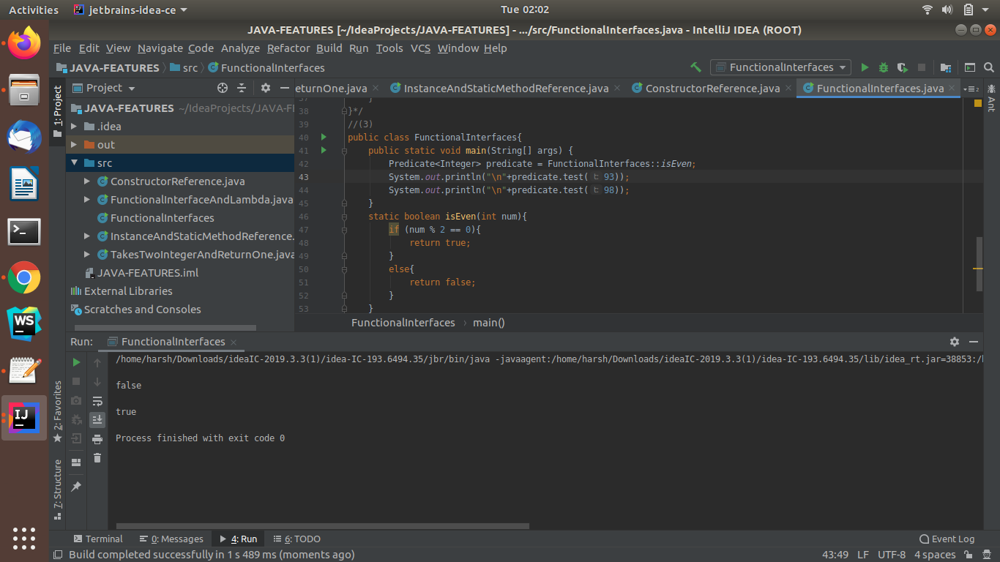 Activities jetbrains-idea-ce Tue 02:02
JAVA-FEATURES [~/IdeaProjects/JAVA-FEATURES] - .../src/FunctionalInterfaces.java - IntelliJ IDEA (ROOT)
File Edit View Navigate Code Analyze Refactor Build Run Tools VCS Window Help
JAVA-FEATURES src FunctionalInterfaces FunctionalInterfaces
1: Project
Project
JAVA-FEATURES ~/IdeaProjects/JAVA-FE
.idea
out
src
ConstructorReference.java
FunctionalInterfaceAndLambda.java
FunctionalInterfaces
InstanceAndStaticMethodReference.
TakesTwoIntegerAndReturnOne.java
JAVA-FEATURES.iml
External Libraries
Scratches and Consoles
eturnOne.java InstanceAndStaticMethodReference.java ConstructorReference.java FunctionalInterfaces.java
2
Ant
37 }
38 }*/
39 //(3)
40 public class FunctionalInterfaces{
41 public static void main(String[] args) {
42 Predicate<Integer> predicate = FunctionalInterfaces::isEven;
43 System.out.println("\n"+predicate.test( t: 93));
44 System.out.println("\n"+predicate.test( t: 98));
45 }
46 static boolean isEven(int num){
47 if (num % 2 == 0){
48 return true;
49 }
50 else{
51 return false;
52 }
53 }
FunctionalInterfaces › main()
Run: FunctionalInterfaces
/home/harsh/Downloads/ideaIC-2019.3.3(1)/idea-IC-193.6494.35/jbr/bin/java -javaagent:/home/harsh/Downloads/ideaIC-2019.3.3(1)/idea-IC-193.6494.35/lib/idea_rt.jar=38853:/
false
true
Process finished with exit code 0
2: Favorites
7: Structure
WS
IJ
Terminal 0: Messages 4: Run 6: TODO Event Log
Build completed successfully in 1 s 489 ms (moments ago) 43:49 LF UTF-8 4 spaces